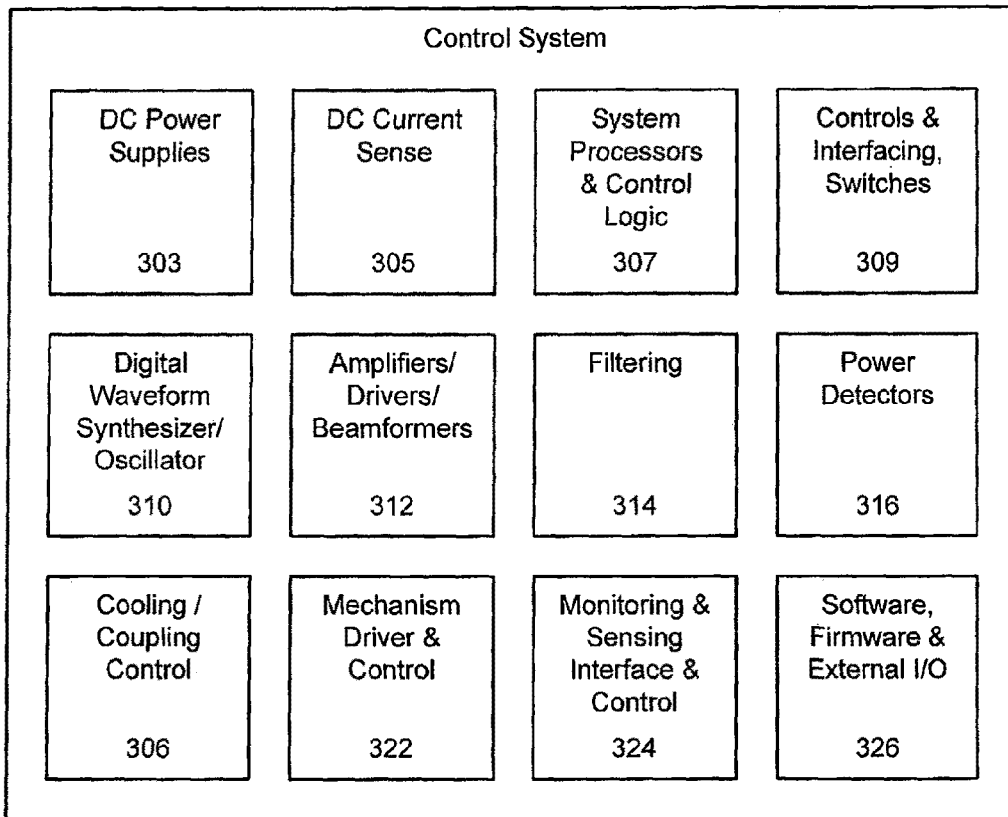 Control System
DC Power
Supplies
303
DC Current
Sense
305
System
Processors
& Control
Logic
307
Controls &
Interfacing,
Switches
309
Digital
Waveform
Synthesizer/
Oscillator
310
Amplifiers/
Drivers/
Beamformers
312
Filtering
314
Power
Detectors
316
Cooling /
Coupling
Control
306
Mechanism
Driver &
Control
322
Monitoring &
Sensing
Interface &
Control
324
Software,
Firmware &
External I/O
326